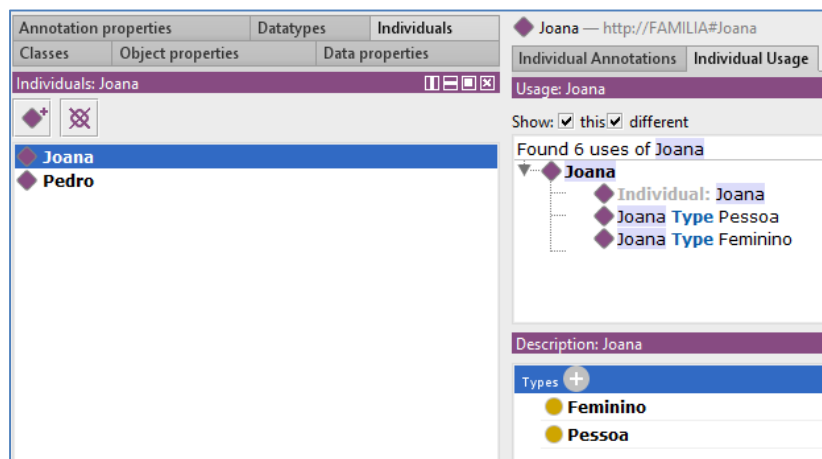 Annotation properties
Datatypes
Individuals
Classes
Object properties
Data properties
Individuals: Joana
Joana
Pedro
Joana — http://FAMILIA#Joana
Individual Annotations
Individual Usage
Usage: Joana
Show: this different
Found 6 uses of Joana
Joana
Individual: Joana
Joana Type Pessoa
Joana Type Feminino
Description: Joana
Types
Feminino
Pessoa